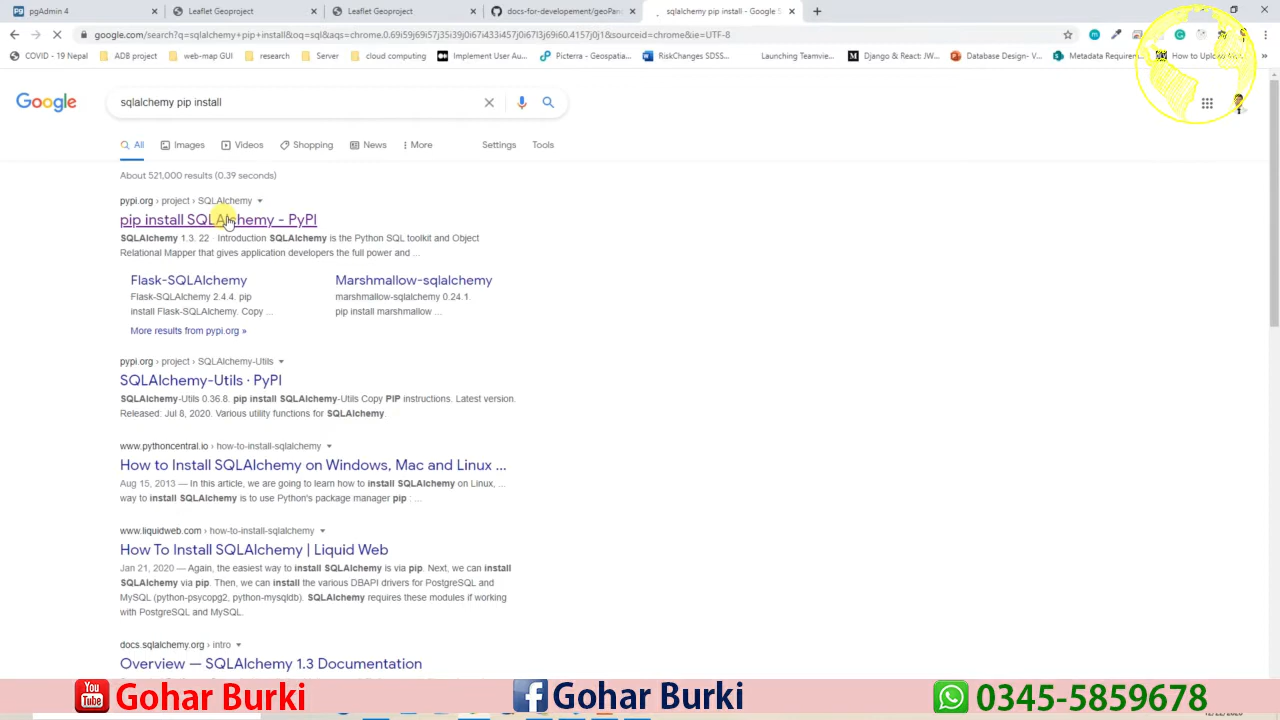 pgAdmin 4
Leaflet Geoproject
Leaflet Geoproject
docs-for-development/geoPan
sqlalchemy pip install - Google S
google.com/search?q=sqlalchemy+pip+install&oq=sql&aqs=chrome.0.69i59j69i57j35i39j0i67i433i457j0i67l3j69i60.4157j0j1&sourceid=chrome&ie=UTF-8
COVID - 19 Nepal
ADB project
web-map GUI
research
Server
cloud computing
Implement User Au...
Picterra - Geospatia...
RiskChanges SDSS...
Launching Teamvie...
Django & React: JW...
Database Design- V...
Metadata Requirem...
How to Uplo
Google
sqlalchemy pip install
All
Images
Videos
Shopping
News
More
Settings
Tools
About 521,000 results (0.39 seconds)
pypi.org › project › SQLAlchemy
pip install SQLAlchemy - PyPI
SQLAlchemy 1.3. 22 · Introduction SQLAlchemy is the Python SQL toolkit and Object
Relational Mapper that gives application developers the full power and ...
Flask-SQLAlchemy
Flask-SQLAlchemy 2.4.4. pip
install Flask-SQLAlchemy. Copy ...
Marshmallow-sqlalchemy
marshmallow-sqlalchemy 0.24.1.
pip install marshmallow ...
More results from pypi.org »
pypi.org › project › SQLAlchemy-Utils
SQLAlchemy-Utils · PyPI
SQLAlchemy-Utils 0.36.8. pip install SQLAlchemy-Utils Copy PIP instructions. Latest version.
Released: Jul 8, 2020. Various utility functions for SQLAlchemy.
www.pythoncentral.io › how-to-install-sqlalchemy
How to Install SQLAlchemy on Windows, Mac and Linux ...
Aug 15, 2013 — In this article, we are going to learn how to install SQLAlchemy on Linux, ...
way to install SQLAlchemy is to use Python's package manager pip : ...
www.liquidweb.com › how-to-install-sqlalchemy
How To Install SQLAlchemy | Liquid Web
Jan 21, 2020 — Again, the easiest way to install SQLAlchemy is via pip. Next, we can install
SQLAlchemy via pip. Then, we can install the various DBAPI drivers for PostgreSQL and
MySQL (python-psycopg2, python-mysqldb). SQLAlchemy requires these modules if working
with PostgreSQL and MySQL.
docs.sqlalchemy.org › intro
Overview — SQLAlchemy 1.3 Documentation
You Tube Gohar Burki
Gohar Burki
0345-5859678